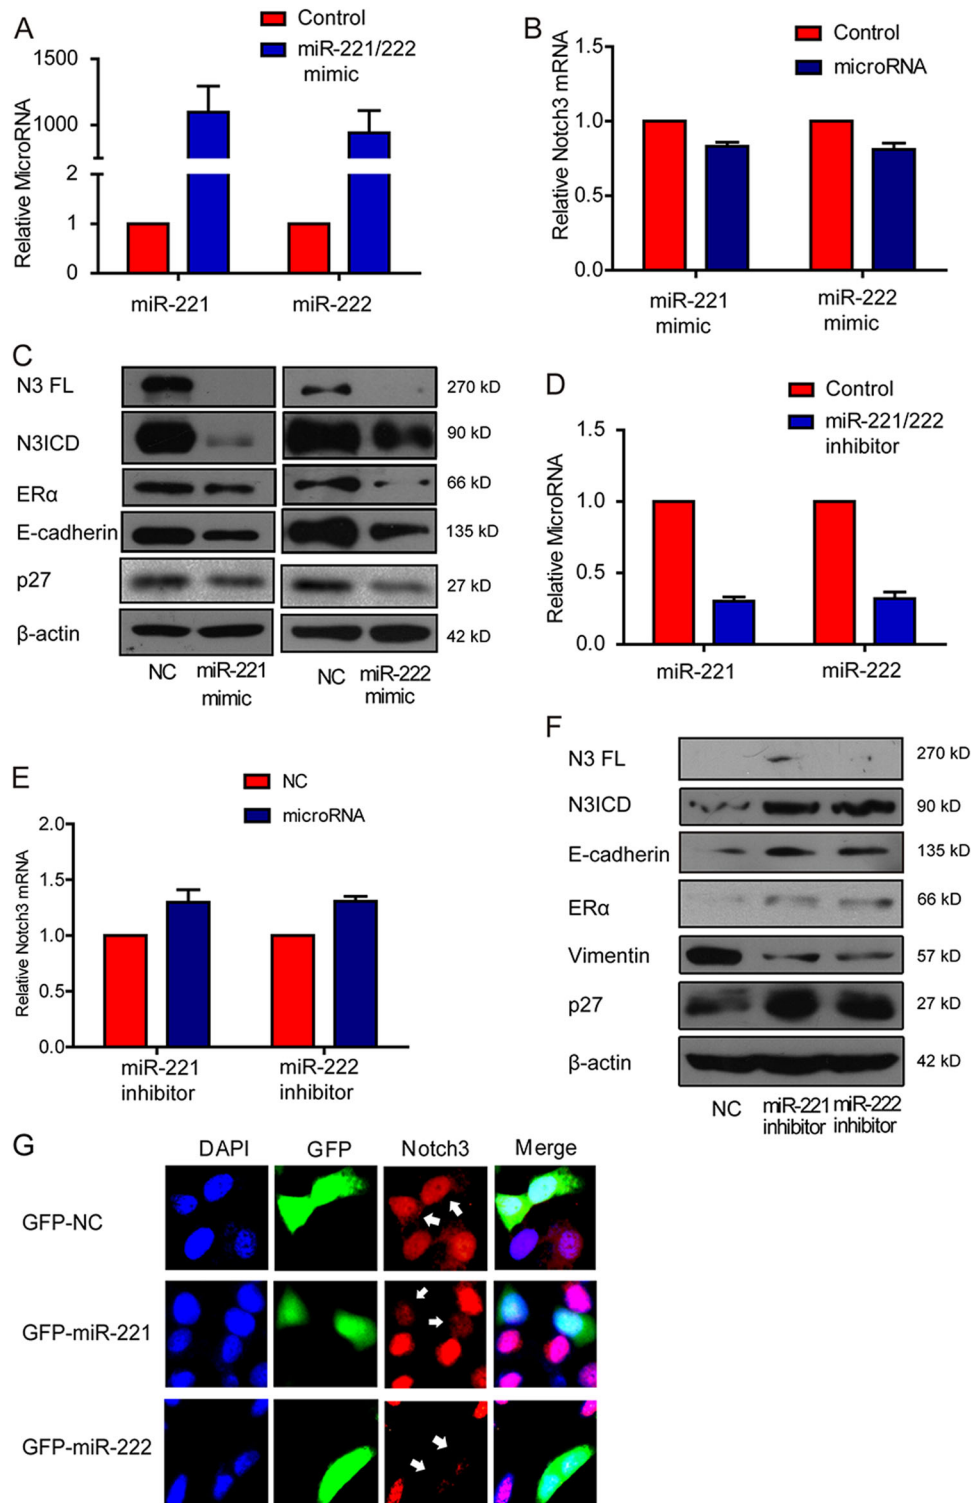 A
Control
miR-221/222
mimic
Relative MicroRNA
1500
1000
2
1
0
miR-221
miR-222
B
Control
microRNA
Relative Notch3 mRNA
1.5
1.0
0.5
0.0
miR-221
mimic
miR-222
mimic
C
N3 FL
270 kD
N3ICD
90 kD
ERα
66 kD
E-cadherin
135 kD
p27
27 kD
β-actin
42 kD
NC
miR-221
mimic
NC
miR-222
mimic
D
Control
miR-221/222
inhibitor
Relative MicroRNA
1.5
1.0
0.5
0.0
miR-221
miR-222
E
NC
microRNA
Relative Notch3 mRNA
2.0
1.5
1.0
0.5
0.0
miR-221
inhibitor
miR-222
inhibitor
F
N3 FL
270 kD
N3ICD
90 kD
E-cadherin
135 kD
ERα
66 kD
Vimentin
57 kD
p27
27 kD
β-actin
42 kD
NC
miR-221
inhibitor
miR-222
inhibitor
G
DAPI GFP Notch3 Merge
GFP-NC
GFP-miR-221
GFP-miR-222